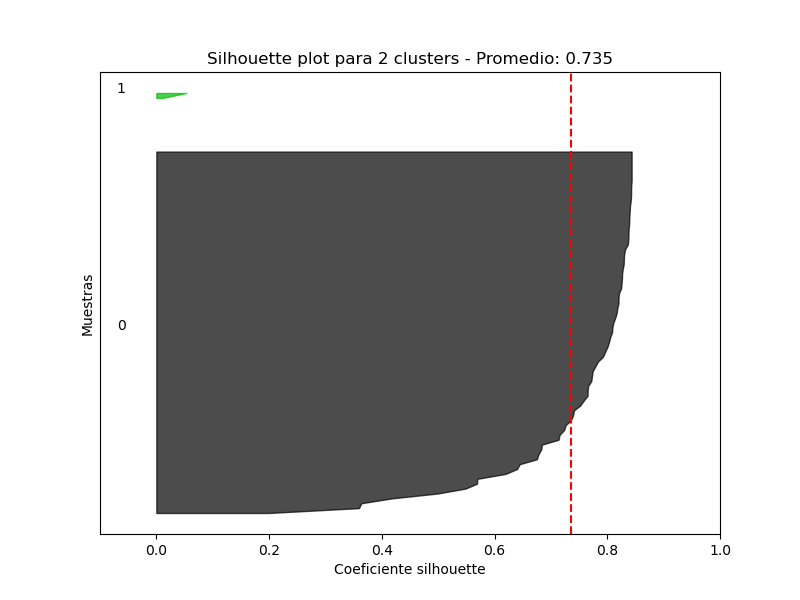 Silhouette plot para 2 clusters - Promedio: 0.735
1
0
Muestras
0.0 0.2 0.4 0.6 0.8 1.0
Coeficiente silhouette